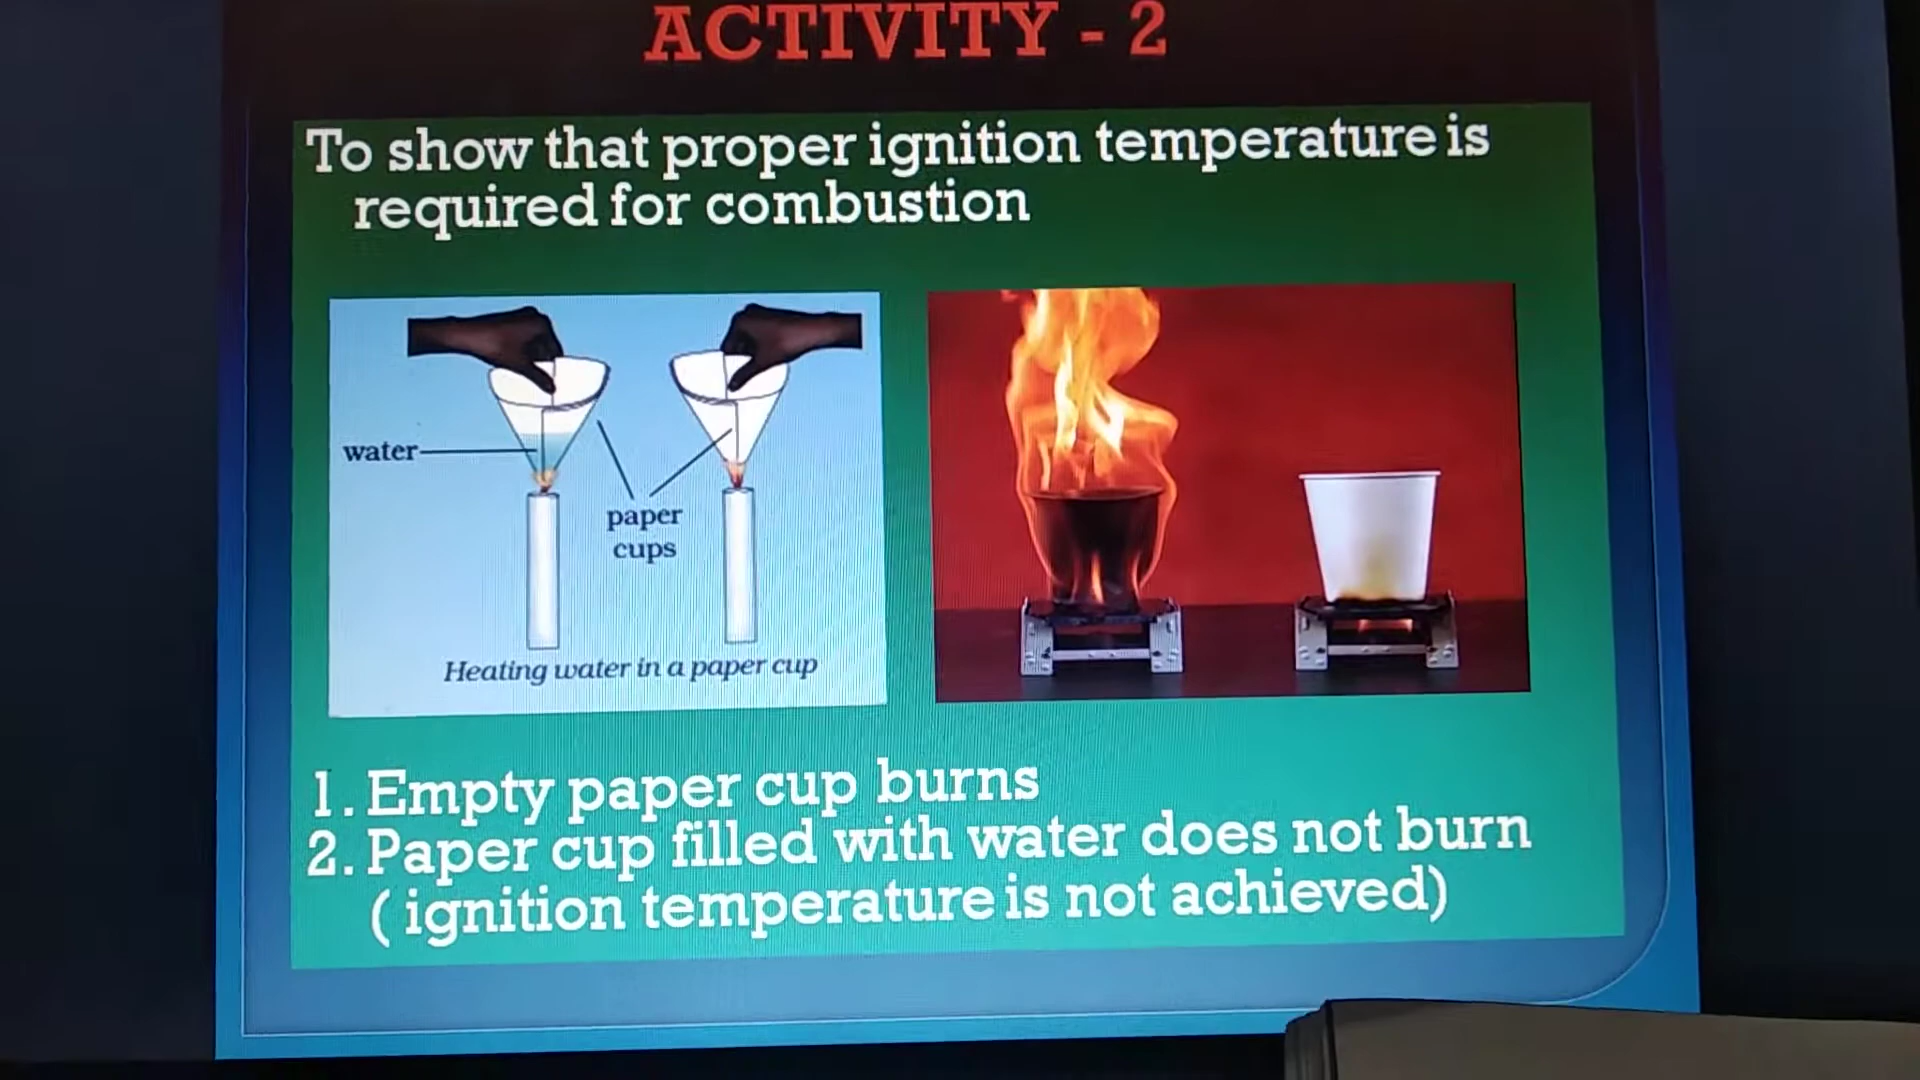 ACTIVITY - 2
To show that proper ignition temperature is
required for combustion
water
paper
cups
Heating water in a paper cup
1. Empty paper cup burns
2. Paper cup filled with water does not burn
( ignition temperature is not achieved)